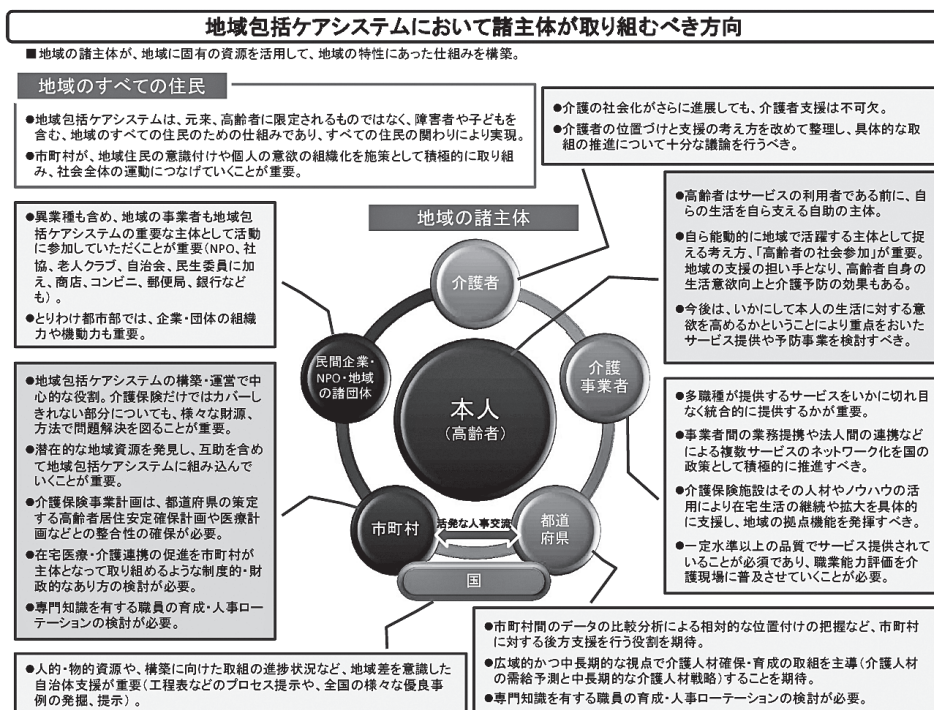 地域包括ケアシステムにおいて諸主体が取り組むべき方向
■地域の諸主体が、地域に固有の資源を活用して、地域の特性にあった仕組みを構築。
地域のすべての住民
●地域包括ケアシステムは、元来、高齢者に限定されるものではなく、障害者や子どもを
含む、地域のすべての住民のための仕組みであり、すべての住民の関わりにより実現。
●市町村が、地域住民の意識付けや個人の意欲の組織化を施策として積極的に取り組
み、社会全体の運動につなげていくことが重要。
●介護の社会化がさらに進展しても、介護者支援は不可欠。
●介護者の位置づけと支援の考え方を改めて整理し、具体的な取
組の推進について十分な議論を行うべき。
●異業種も含め、地域の事業者も地域包
括ケアシステムの重要な主体として活動
に参加していただくことが重要(NPO、社
協、老人クラブ、自治会、民生委員に加
え、商店、コンビニ、郵便局、銀行など
も)。
●とりわけ都市部では、企業・団体の組織
力や機動力も重要。
地域の諸主体
介護者
民間企業・
NPO・地域
の諸団体
介護
事業者
本人
(高齢者)
市町村
活発な人事交流
都道
府県
国
●高齢者はサービスの利用者である前に、自
らの生活を自ら支える自助の主体。
●自ら能動的に地域で活躍する主体として捉
える考え方、「高齢者の社会参加」が重要。
地域の支援の担い手となり、高齢者自身の
生活意欲向上と介護予防の効果もある。
●今後は、いかにして本人の生活に対する意
欲を高めるかということにより重点をおいた
サービス提供や予防事業を検討すべき。
●地域包括ケアシステムの構築・運営で中
心的な役割。介護保険だけではカバーし
きれない部分についても、様々な財源、
方法で問題解決を図ることが重要。
●潜在的な地域資源を発見し、互助を含め
て地域包括ケアシステムに組み込んで
いくことが重要。
●介護保険事業計画は、都道府県の策定
する高齢者居住安定確保計画や医療計
画などとの整合性の確保が必要。
●在宅医療・介護連携の促進を市町村が
主体となって取り組めるような制度的・財
政的なあり方の検討が必要。
●専門知識を有する職員の育成・人事ロー
テーションの検討が必要。
●多職種が提供するサービスをいかに切れ目
なく統合的に提供するかが重要。
●事業者間の業務提携や法人間の連携など
による複数サービスのネットワーク化を国の
政策として積極的に推進すべき。
●介護保険施設はその人材やノウハウの活
用により在宅生活の継続や拡大を具体的
に支援し、地域の拠点機能を発揮すべき。
●一定水準以上の品質でサービス提供されて
いることが必須であり、職業能力評価を介
護現場に普及させていくことが必要。
●人的・物的資源や、構築に向けた取組の進捗状況など、地域差を意識した
自治体支援が重要(工程表などのプロセス提示や、全国の様々な優良事
例の発掘、提示)。
●市町村間のデータの比較分析による相対的な位置付けの把握など、市町村
に対する後方支援を行う役割を期待。
●広域的かつ中長期的な視点で介護人材確保・育成の取組を主導(介護人材
の需給予測と中長期的な介護人材戦略)することを期待。
●専門知識を有する職員の育成・人事ローテーションの検討が必要。